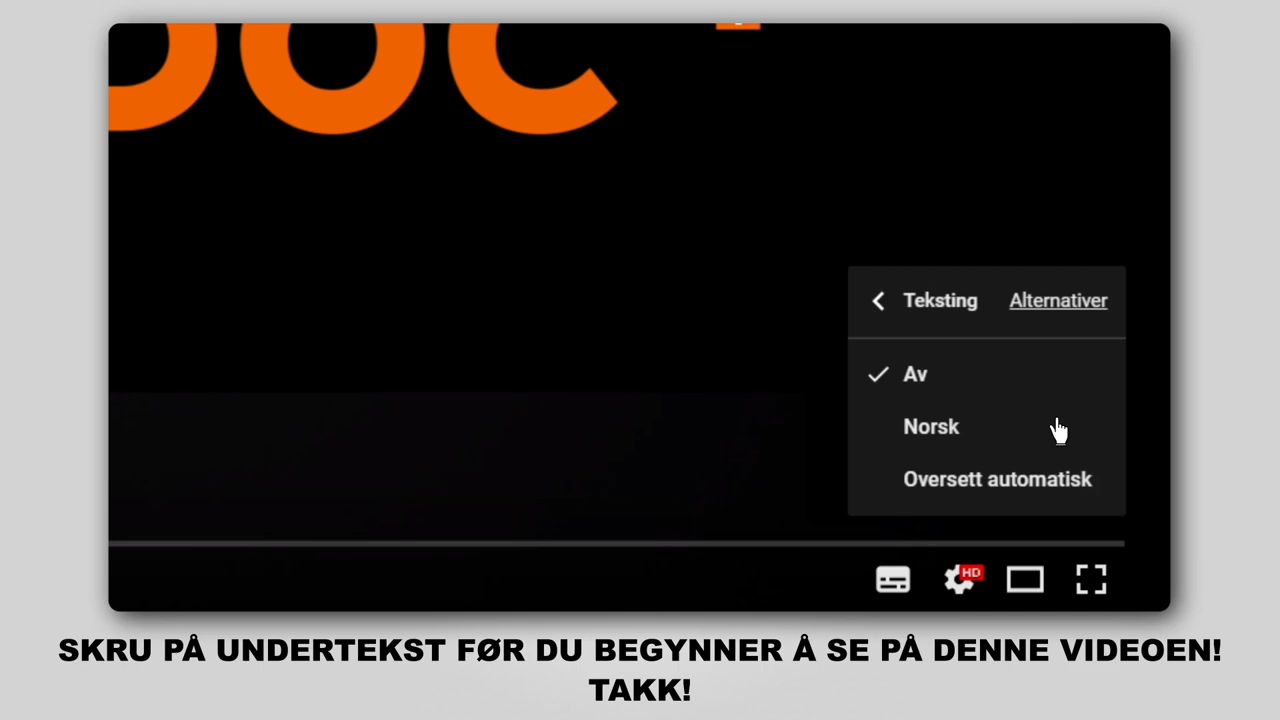 Teksting Alternativer
Av
Norsk
Oversett automatisk
HD
SKRU PÅ UNDERTEKST FØR DU BEGYNNER Å SE PÅ DENNE VIDEOEN!
TAKK!